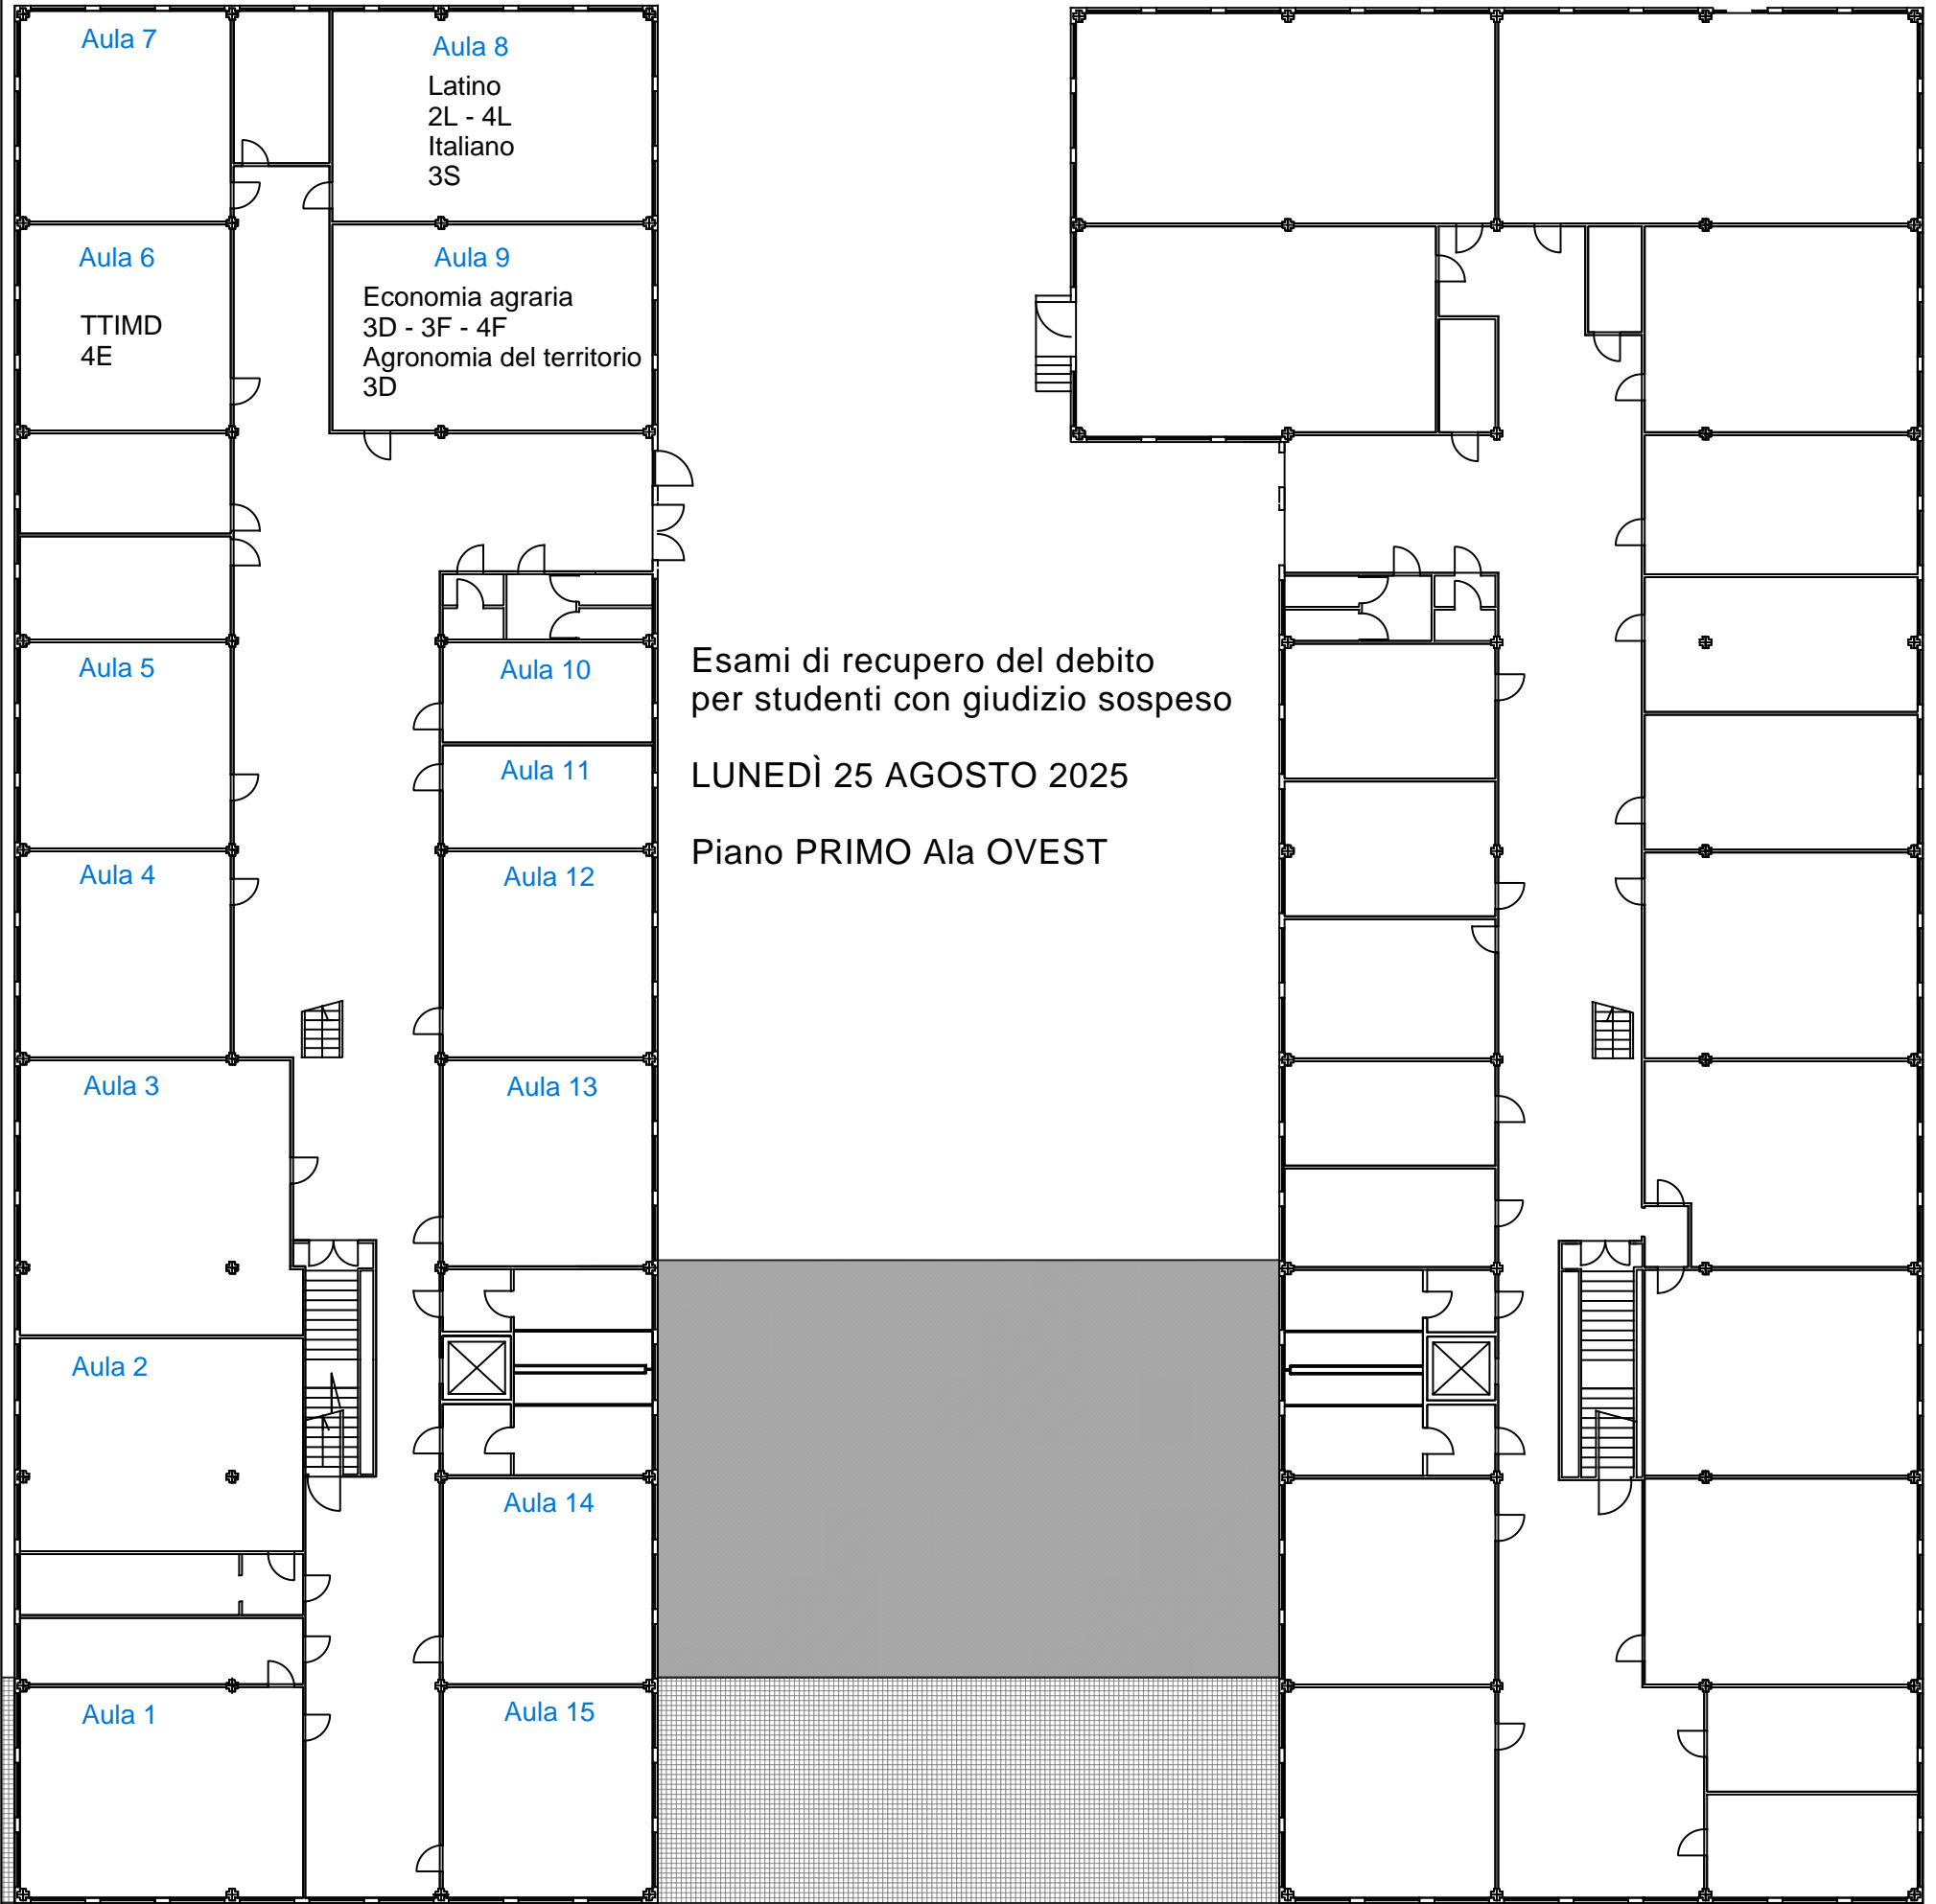 Aula 7
Aula 8
Latino
2L - 4L
Italiano
3S
Aula 6
TTIMD
4E
Aula 9
Economia agraria
3D - 3F - 4F
Agronomia del territorio
3D
Aula 5
Aula 10
Esami di recupero del debito
per studenti con giudizio sospeso
LUNEDÌ 25 AGOSTO 2025
Piano PRIMO Ala OVEST
Aula 11
Aula 4
Aula 12
Aula 3
Aula 13
Aula 2
Aula 14
Aula 1
Aula 15